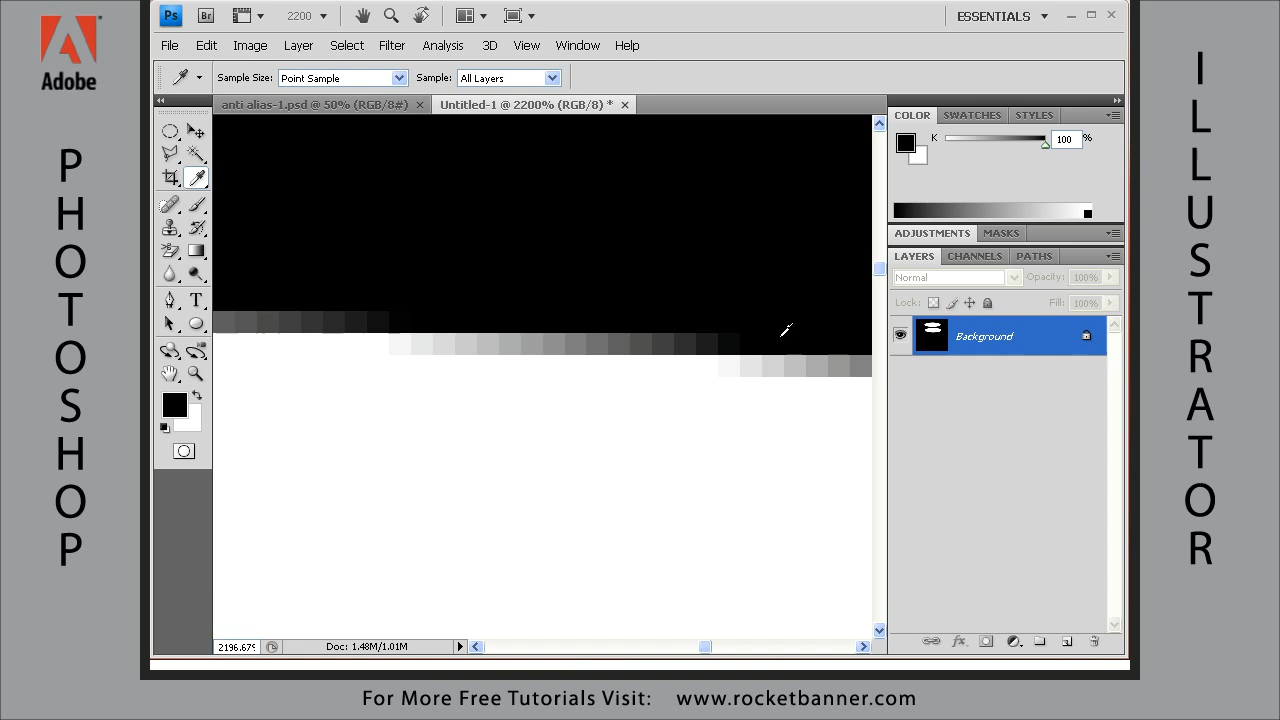 Adobe
PHOTOSHOP
Ps Br 2200 ESSENTIALS
File Edit Image Layer Select Filter Analysis 3D View Window Help
Sample Size: Point Sample Sample: All Layers
anti alias-1.psd @ 50% (RGB/8#) × Untitled-1 @ 2200% (RGB/8) * ×
COLOR SWATCHES STYLES
K 100 %
ADJUSTMENTS MASKS
LAYERS CHANNELS PATHS
Normal Opacity: 100%
Lock: Fill: 100%
Background
T
2196.67%
Doc: 1.48M/1.01M
fx
ILLUSTRATOR
For More Free Tutorials Visit: www.rocketbanner.com